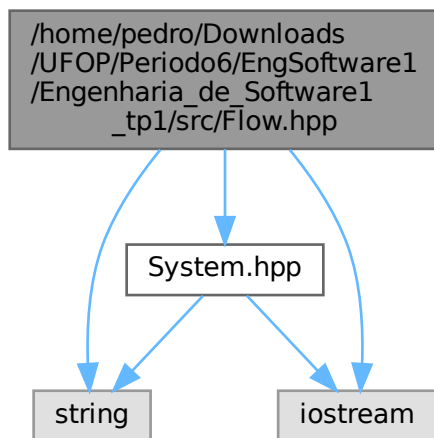 /home/pedro/Downloads
/UFOP/Periodo6/EngSoftware1
/Engenharia_de_Software1
_tp1/src/Flow.hpp
System.hpp
string
iostream